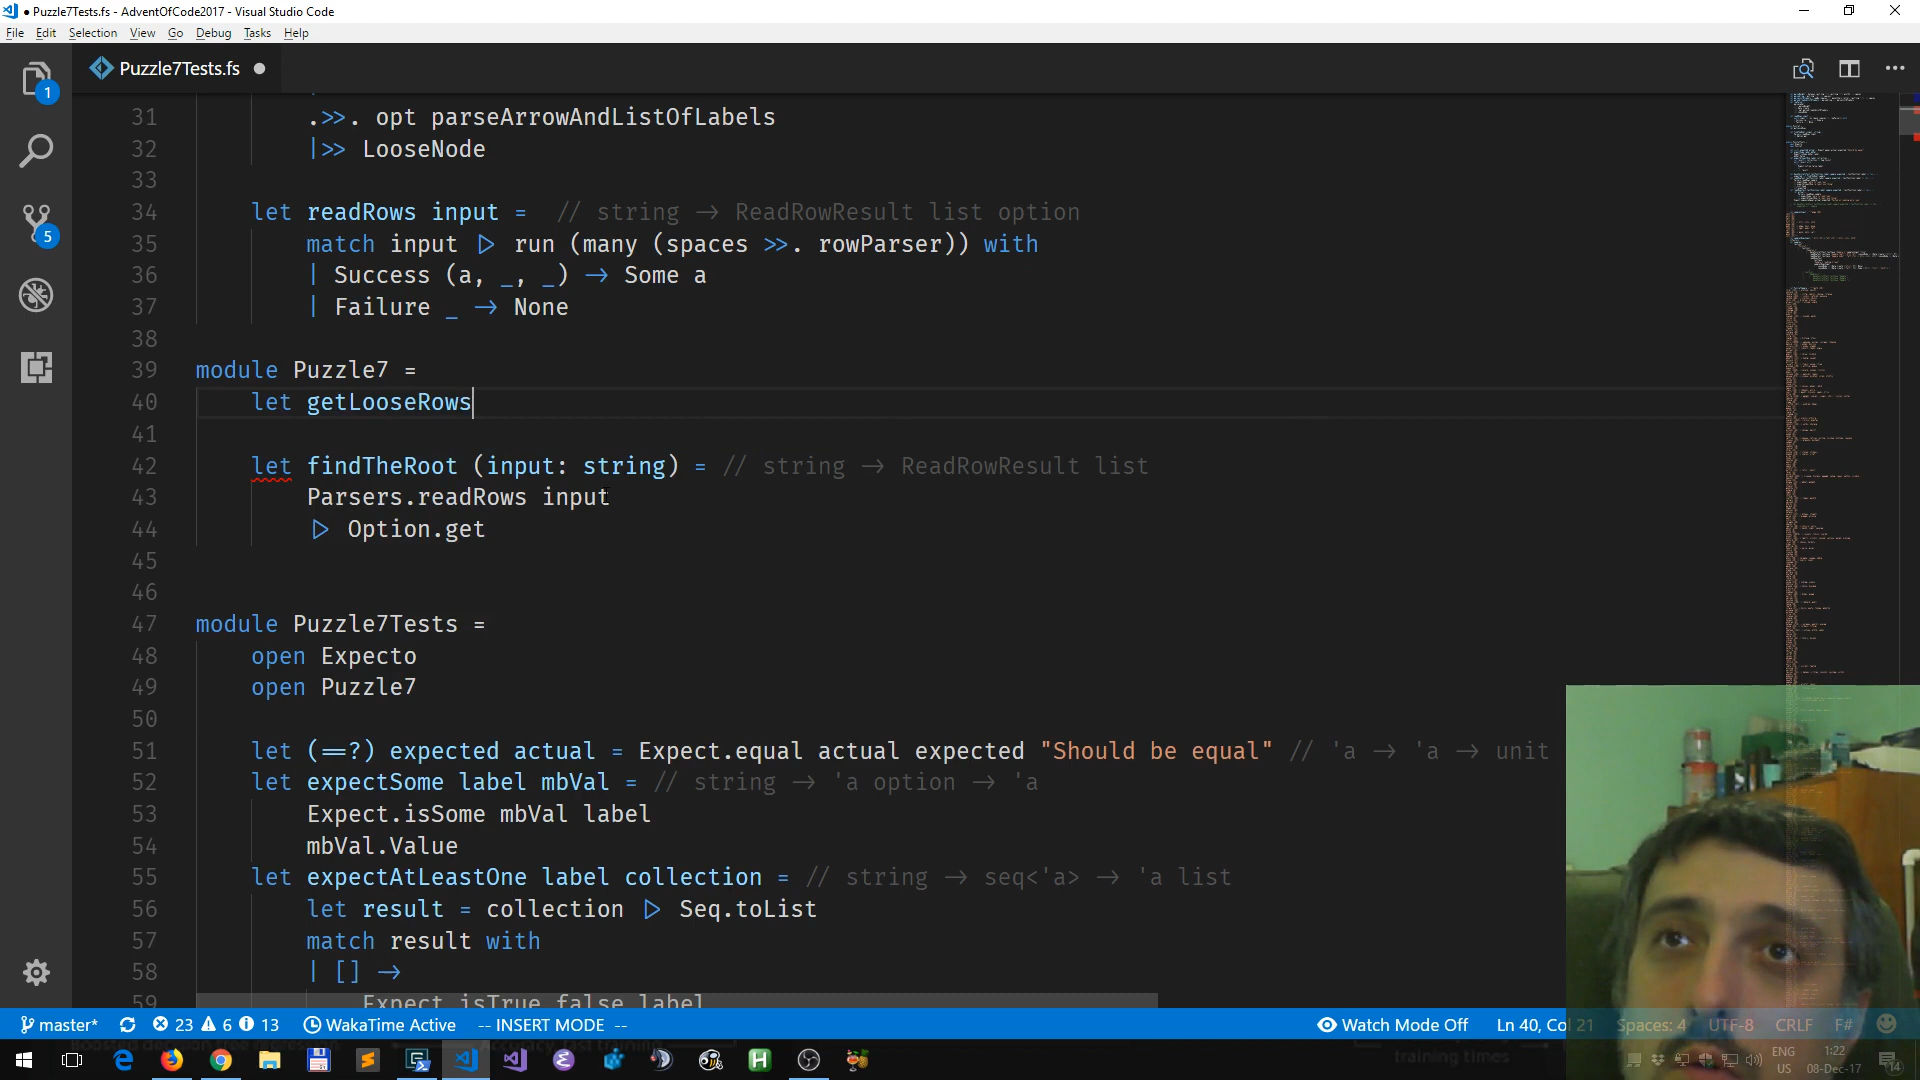 ● Puzzle7Tests.fs - AdventOfCode2017 - Visual Studio Code
File Edit Selection View Go Debug Tasks Help
1
Puzzle7Tests.fs ●
31 .>>. opt parseArrowAndListOfLabels
32 |>> LooseNode
33
34 let readRows input = // string → ReadRowResult list option
35 match input ▷ run (many (spaces >>. rowParser)) with
36 | Success (a, _, _) → Some a
37 | Failure _ → None
38
39 module Puzzle7 =
40 let getLooseRows
41
42 let findTheRoot (input: string) = // string → ReadRowResult list
43 Parsers.readRows input
44 ▷ Option.get
45
46
47 module Puzzle7Tests =
48 open Expecto
49 open Puzzle7
50
51 let (==?) expected actual = Expect.equal actual expected "Should be equal" // 'a → 'a → unit
52 let expectSome label mbVal = // string → 'a option → 'a
53 Expect.isSome mbVal label
54 mbVal.Value
55 let expectAtLeastOne label collection = // string → seq<'a> → 'a list
56 let result = collection ▷ Seq.toList
57 match result with
58 | [] →
59 Expect.isTrue false label
5
master* 23 6 13 WakaTime Active -- INSERT MODE -- Watch Mode Off Ln 40, Col 21 Spaces: 4 UTF-8 CRLF F#
training times
ENG
US
1:22
08-Dec-17
14